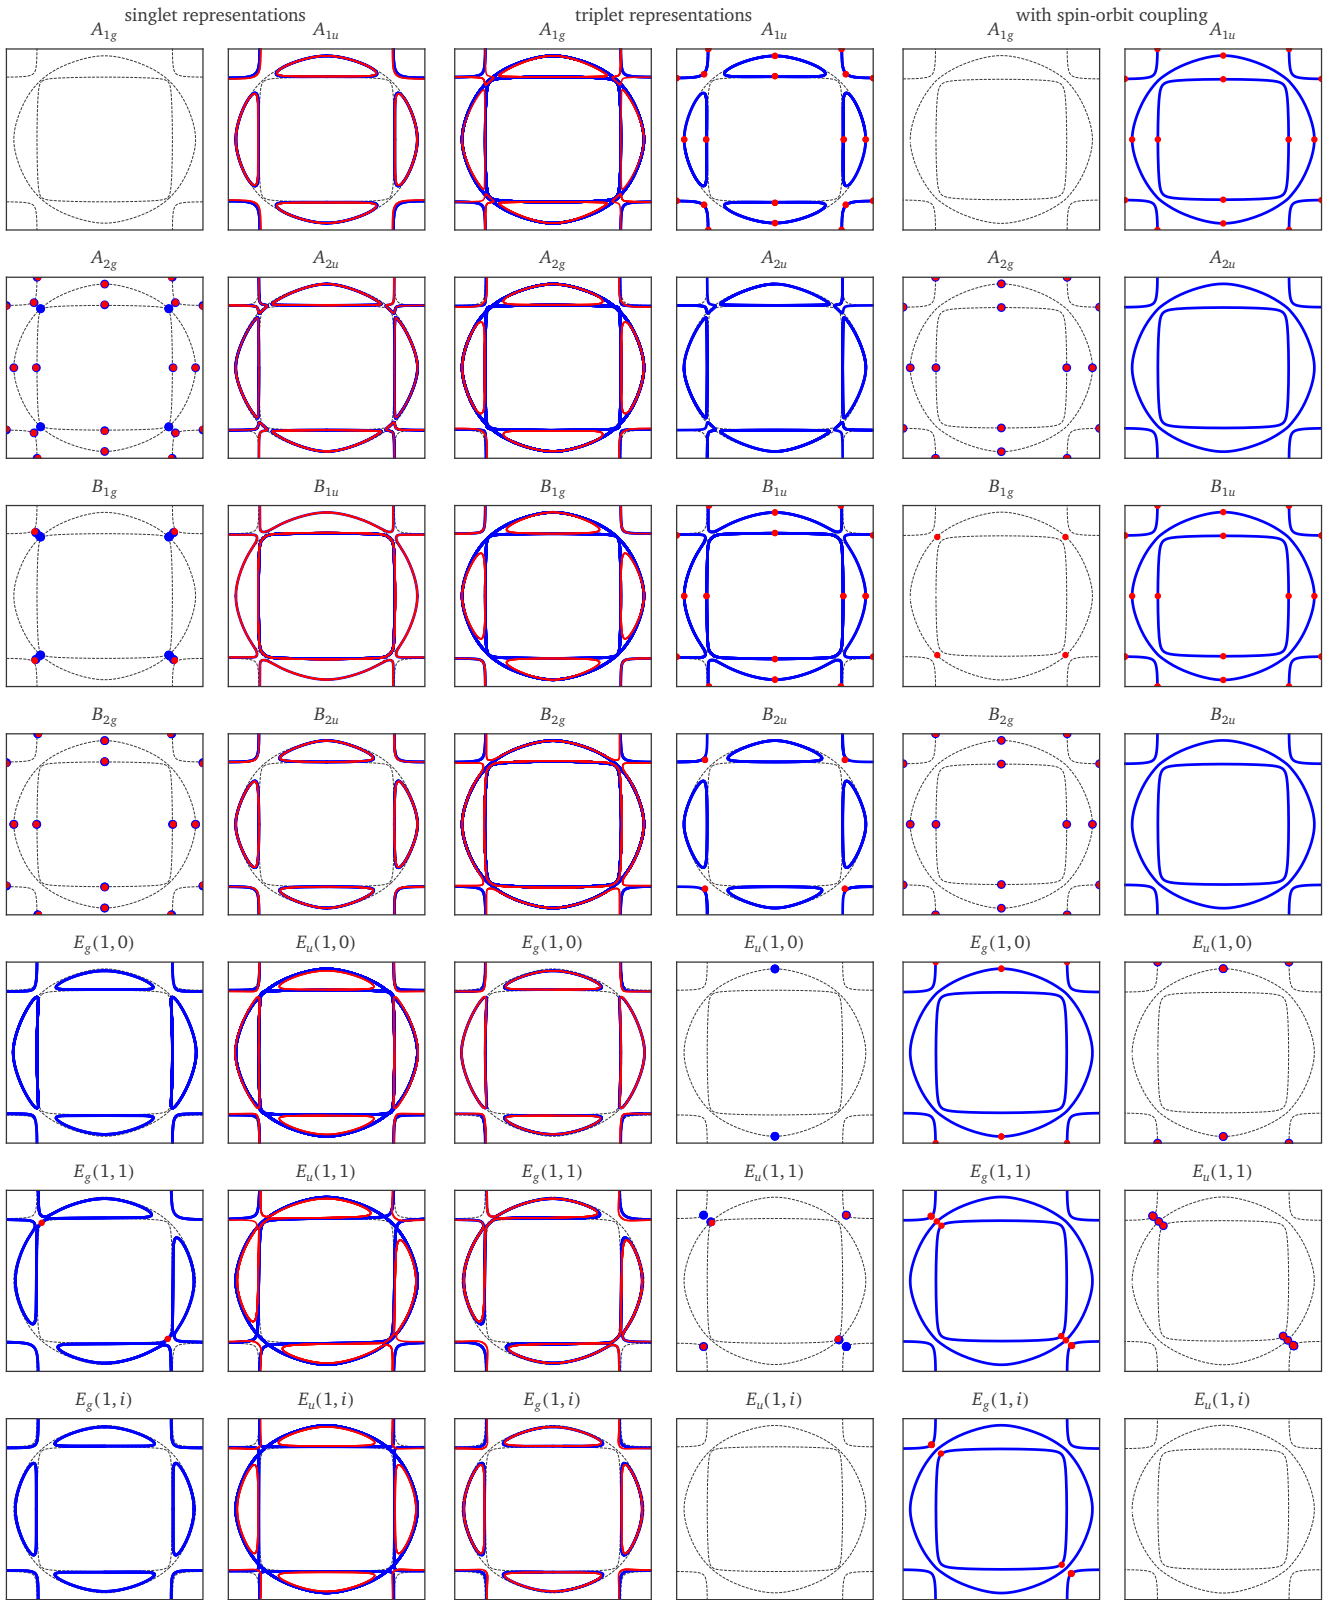 singlet representations triplet representations with spin-orbit coupling
A1g A1u A1g A1u A1g A1u
A2g A2u A2g A2u A2g A2u
B1g B1u B1g B1u B1g B1u
B2g B2u B2g B2u B2g B2u
Eg(1,0) Eu(1,0) Eg(1,0) Eu(1,0) Eg(1,0) Eu(1,0)
Eg(1,1) Eu(1,1) Eg(1,1) Eu(1,1) Eg(1,1) Eu(1,1)
Eg(1,i) Eu(1,i) Eg(1,i) Eu(1,i) Eg(1,i) Eu(1,i)